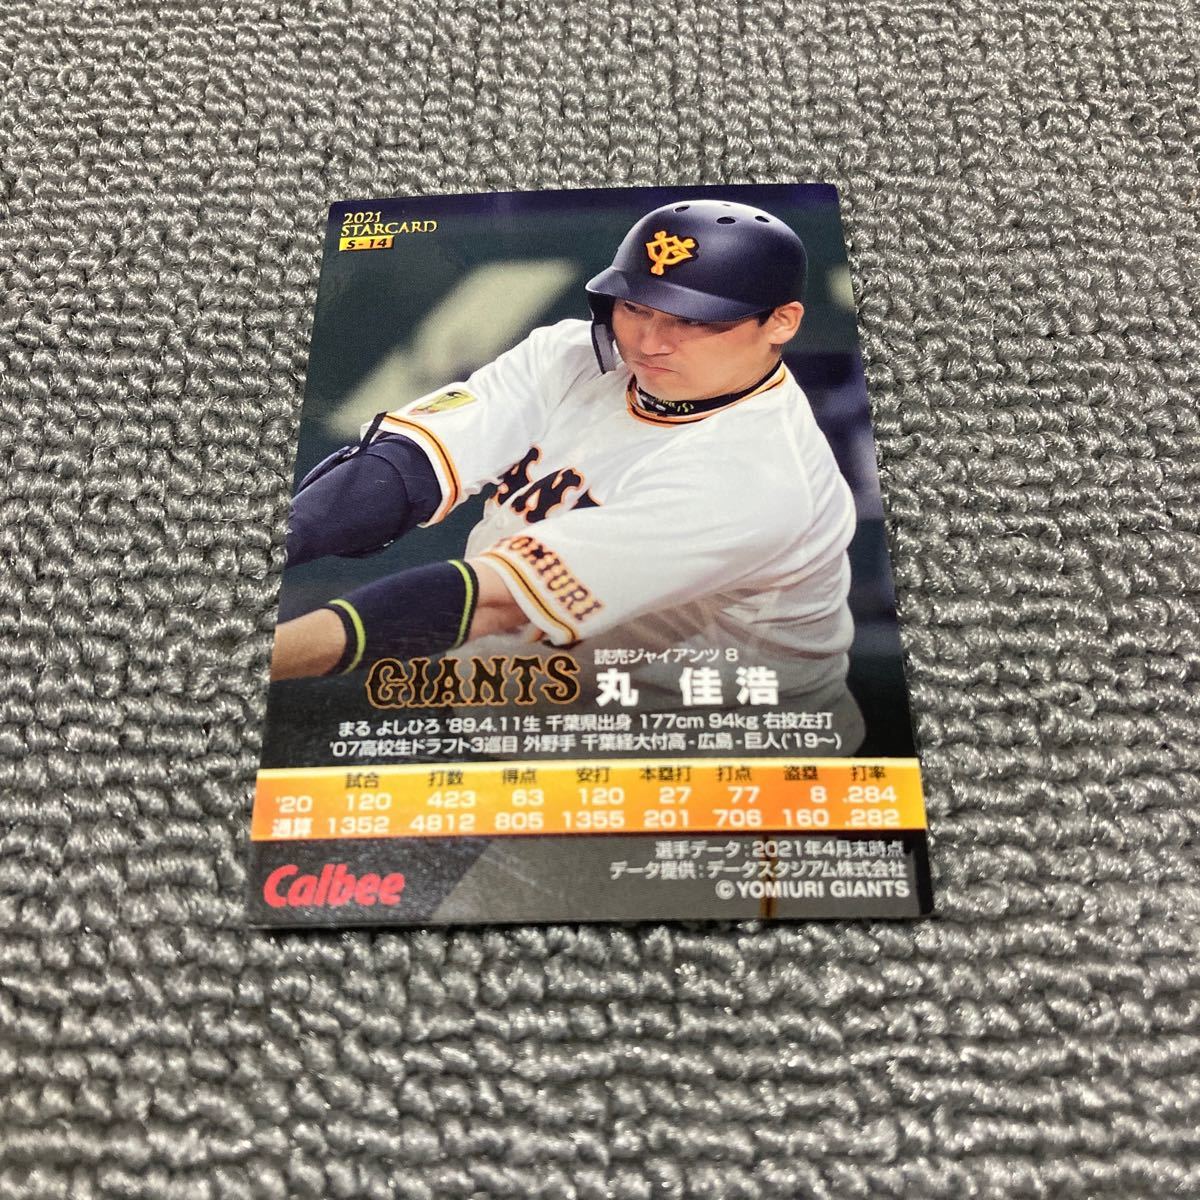 2021
STARCARD
S-14
ANT
YOMIURI
GIANTS
読売ジャイアンツ 8
丸 佳浩
まる よしひろ '89.4.11生 千葉県出身 177cm 94kg 右投左打
'07高校生ドラフト3巡目 外野手 千葉経大付高-広島-巨人('19〜)
試合 打数 得点 安打 本塁打 打点 盗塁 打率
'20 120 423 63 120 27 77 8 .284
通算 1352 4812 805 1355 201 706 160 .282
選手データ:2021年4月末時点
データ提供:データスタジアム株式会社
©YOMIURI GIANTS
Calbee